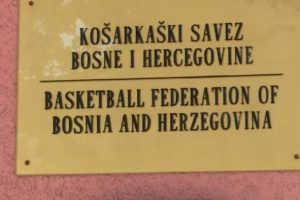 KOŠARKAŠKI SAVEZ
BOSNE I HERCEGOVINE
BASKETBALL FEDERATION OF
BOSNIA AND HERZEGOVINA